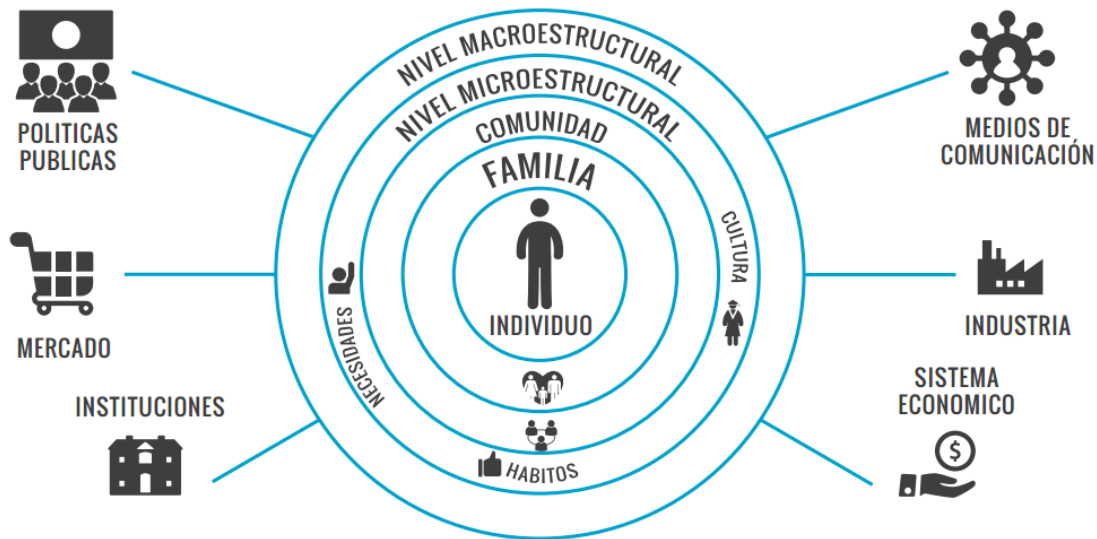 NIVEL MACROESTRUCTURAL
NIVEL MICROESTRUCTURAL
COMUNIDAD
FAMILIA
INDIVIDUO
NECESIDADES
CULTURA
HABITOS
POLITICAS
PUBLICAS
MERCADO
INSTITUCIONES
MEDIOS DE
COMUNICACIÓN
INDUSTRIA
SISTEMA
ECONOMICO
$